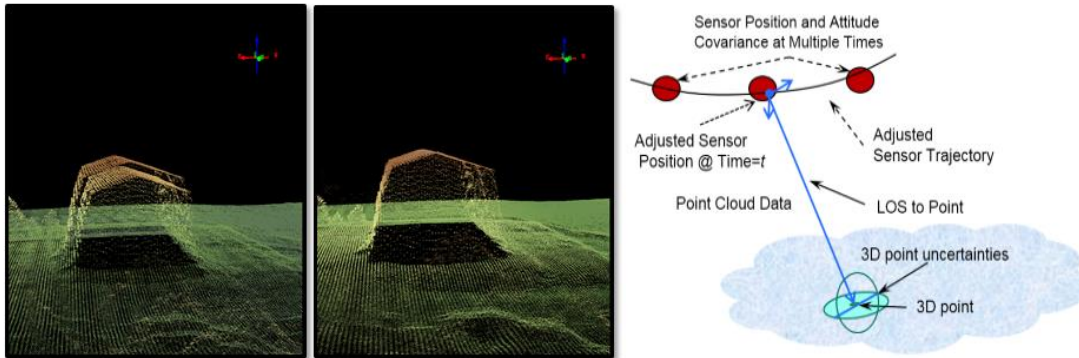 Sensor Position and Attitude
Covariance at Multiple Times
Adjusted Sensor
Position @ Time=t
Adjusted
Sensor Trajectory
Point Cloud Data
LOS to Point
3D point uncertainties
3D point